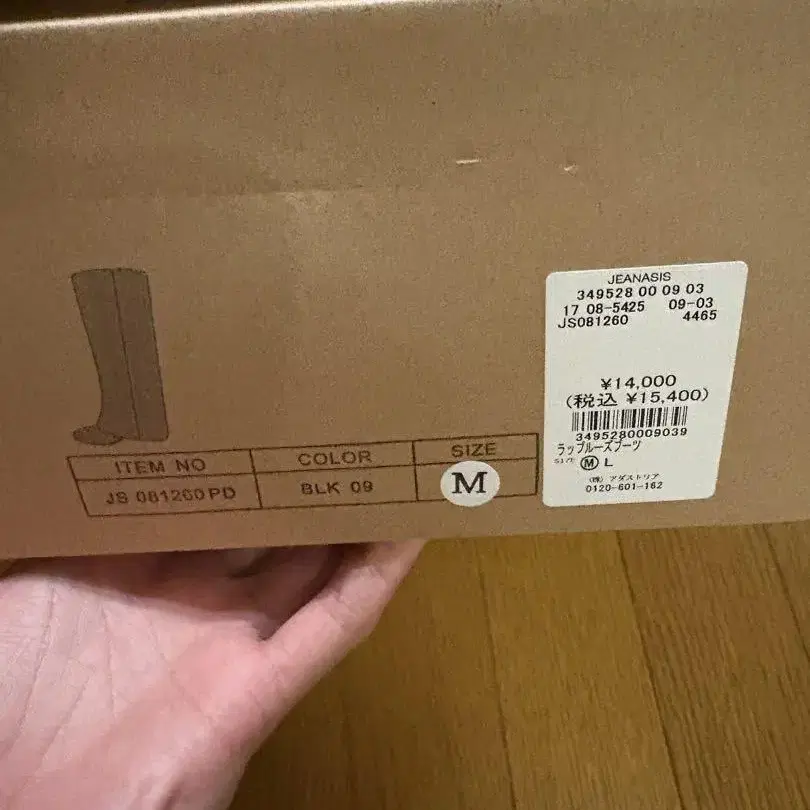 JEANASIS
349528 00 09 03
17 08-5425 09-03
JS081260 4465
¥14,000
(税込 ¥15,400)
3495280009039
ラップルーズブーツ
SIZE M L
(株) アダストリア
0120-601-162
ITEM NO COLOR SIZE
JS 081260PD BLK 09 M